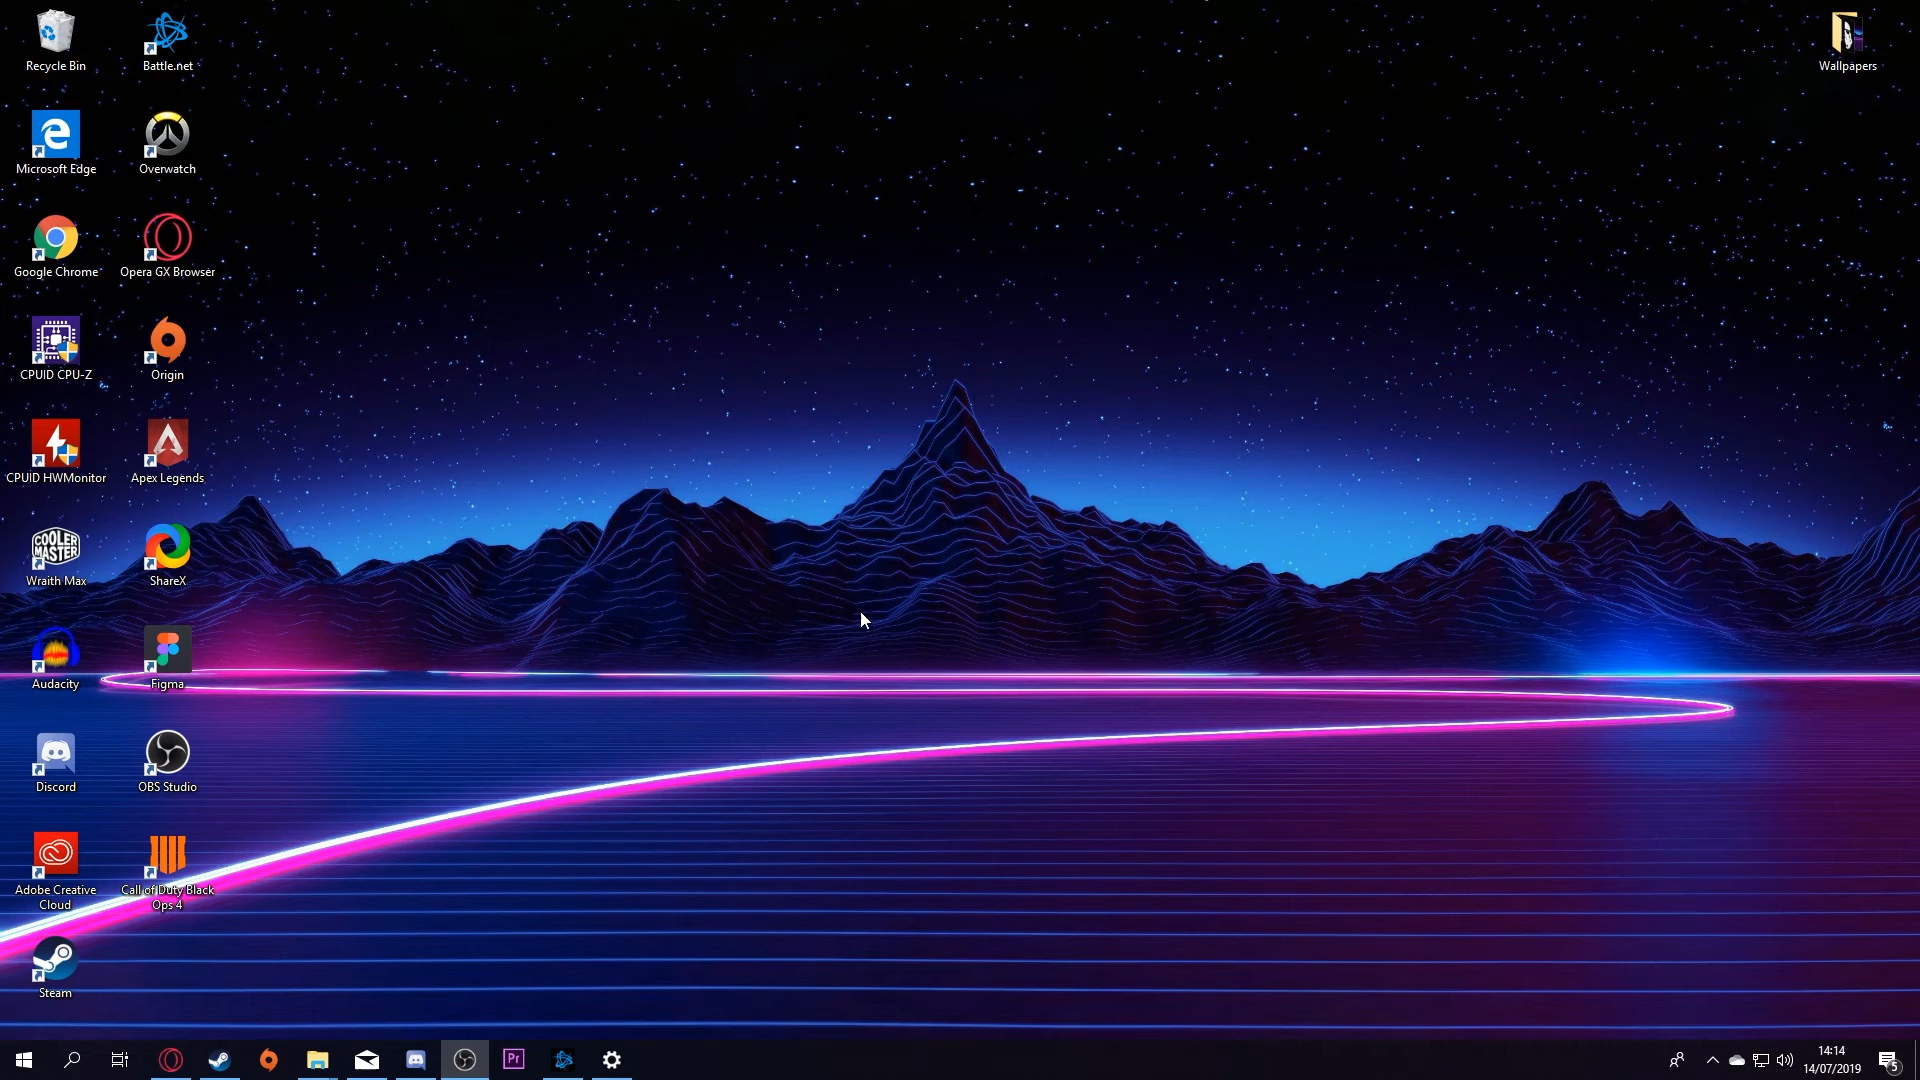 Recycle Bin
Battle.net
Wallpapers
Microsoft Edge
Overwatch
Google Chrome
Opera GX Browser
CPUID CPU-Z
Origin
CPUID HWMonitor
Apex Legends
COOLER
MASTER
Wraith Max
ShareX
Audacity
Figma
Discord
OBS Studio
Adobe Creative
Cloud
Call of Duty Black
Ops 4
Steam
Pr
14:14
14/07/2019
5